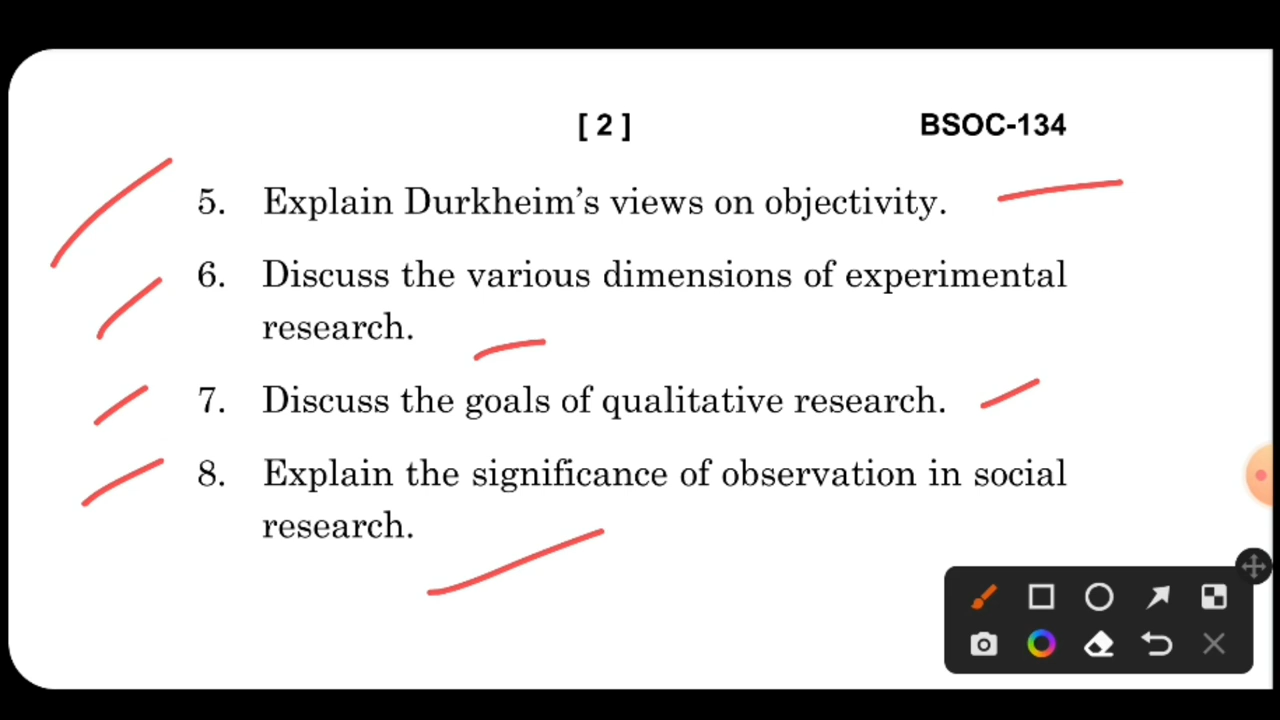 [ 2 ] BSOC-134
5. Explain Durkheim’s views on objectivity.
6. Discuss the various dimensions of experimental
research.
7. Discuss the goals of qualitative research.
8. Explain the significance of observation in social
research.